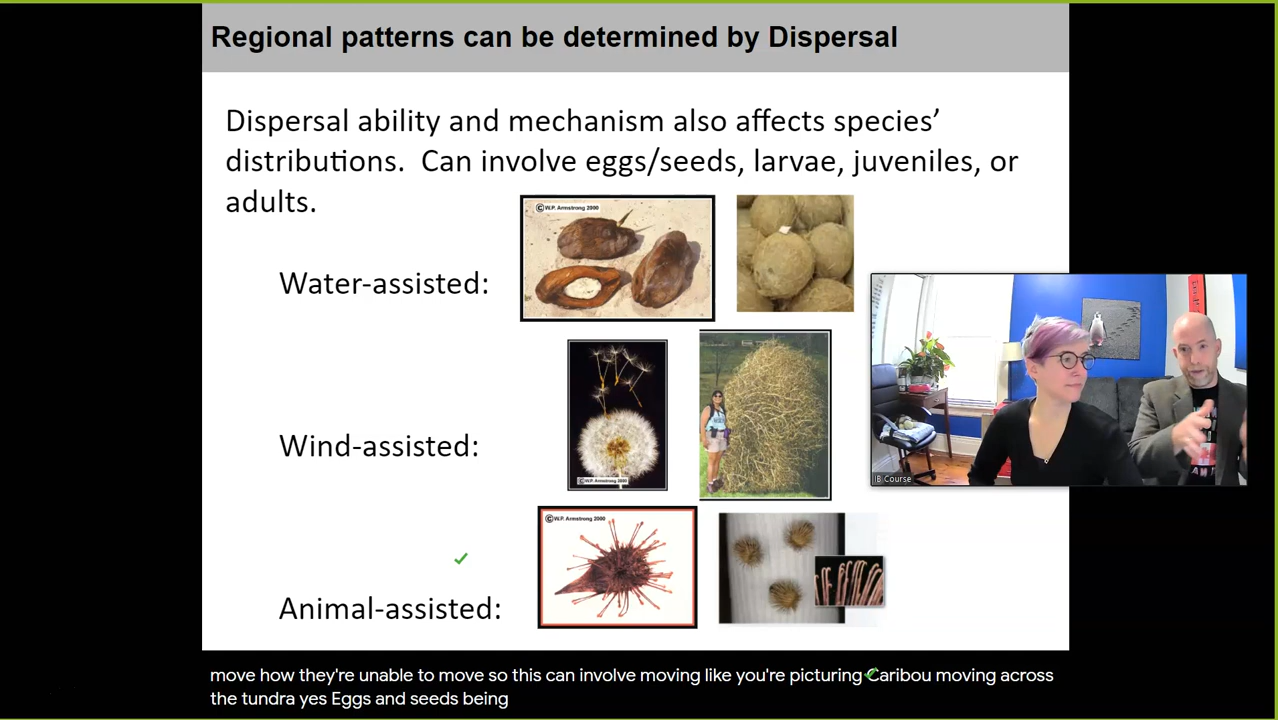 Regional patterns can be determined by Dispersal
Dispersal ability and mechanism also affects species’
distributions.  Can involve eggs/seeds, larvae, juveniles, or
adults.
©W.P. Armstrong 2000
Water-assisted:
Wind-assisted:
©W.P. Armstrong 2000
IB Course
©W.P. Armstrong 2000
Animal-assisted:
move how they're unable to move so this can involve moving like you're picturing Caribou moving across
the tundra yes Eggs and seeds being